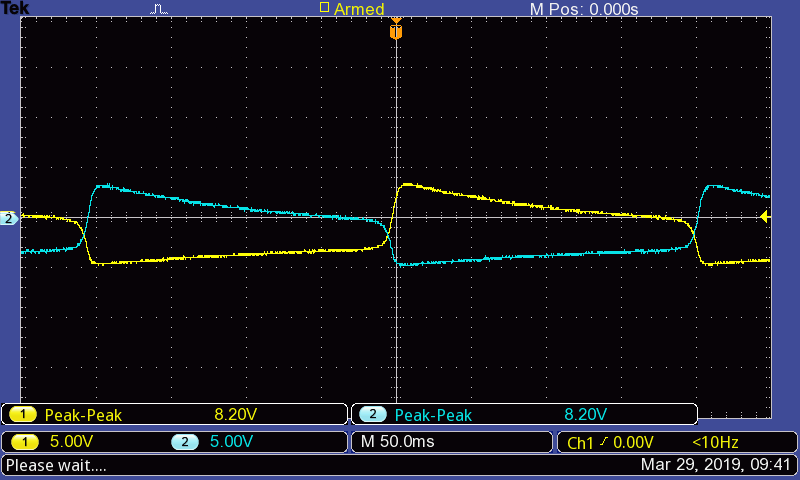 Tek Armed M Pos: 0.000s
T
2
1 Peak-Peak 8.20V 2 Peak-Peak 8.20V
1 5.00V 2 5.00V M 50.0ms Ch1 0.00V <10Hz
Please wait.... Mar 29, 2019, 09:41